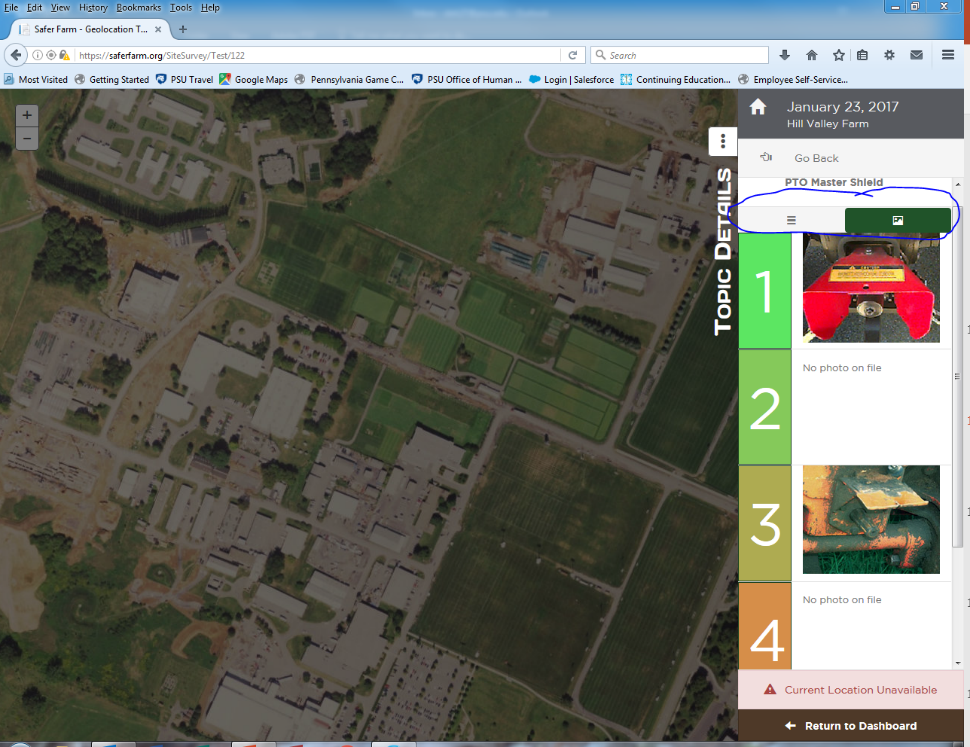 File Edit View History Bookmarks Tools Help
Safer Farm - Geolocation T...
https://saferfarm.org/SiteSurvey/Test/122
Search
Most Visited Getting Started PSU Travel Google Maps Pennsylvania Game C... PSU Office of Human ... Login | Salesforce Continuing Education... Employee Self-Service...
January 23, 2017
Hill Valley Farm
Go Back
PTO Master Shield
TOPIC DETAILS
1
2
No photo on file
3
4
No photo on file
Current Location Unavailable
Return to Dashboard